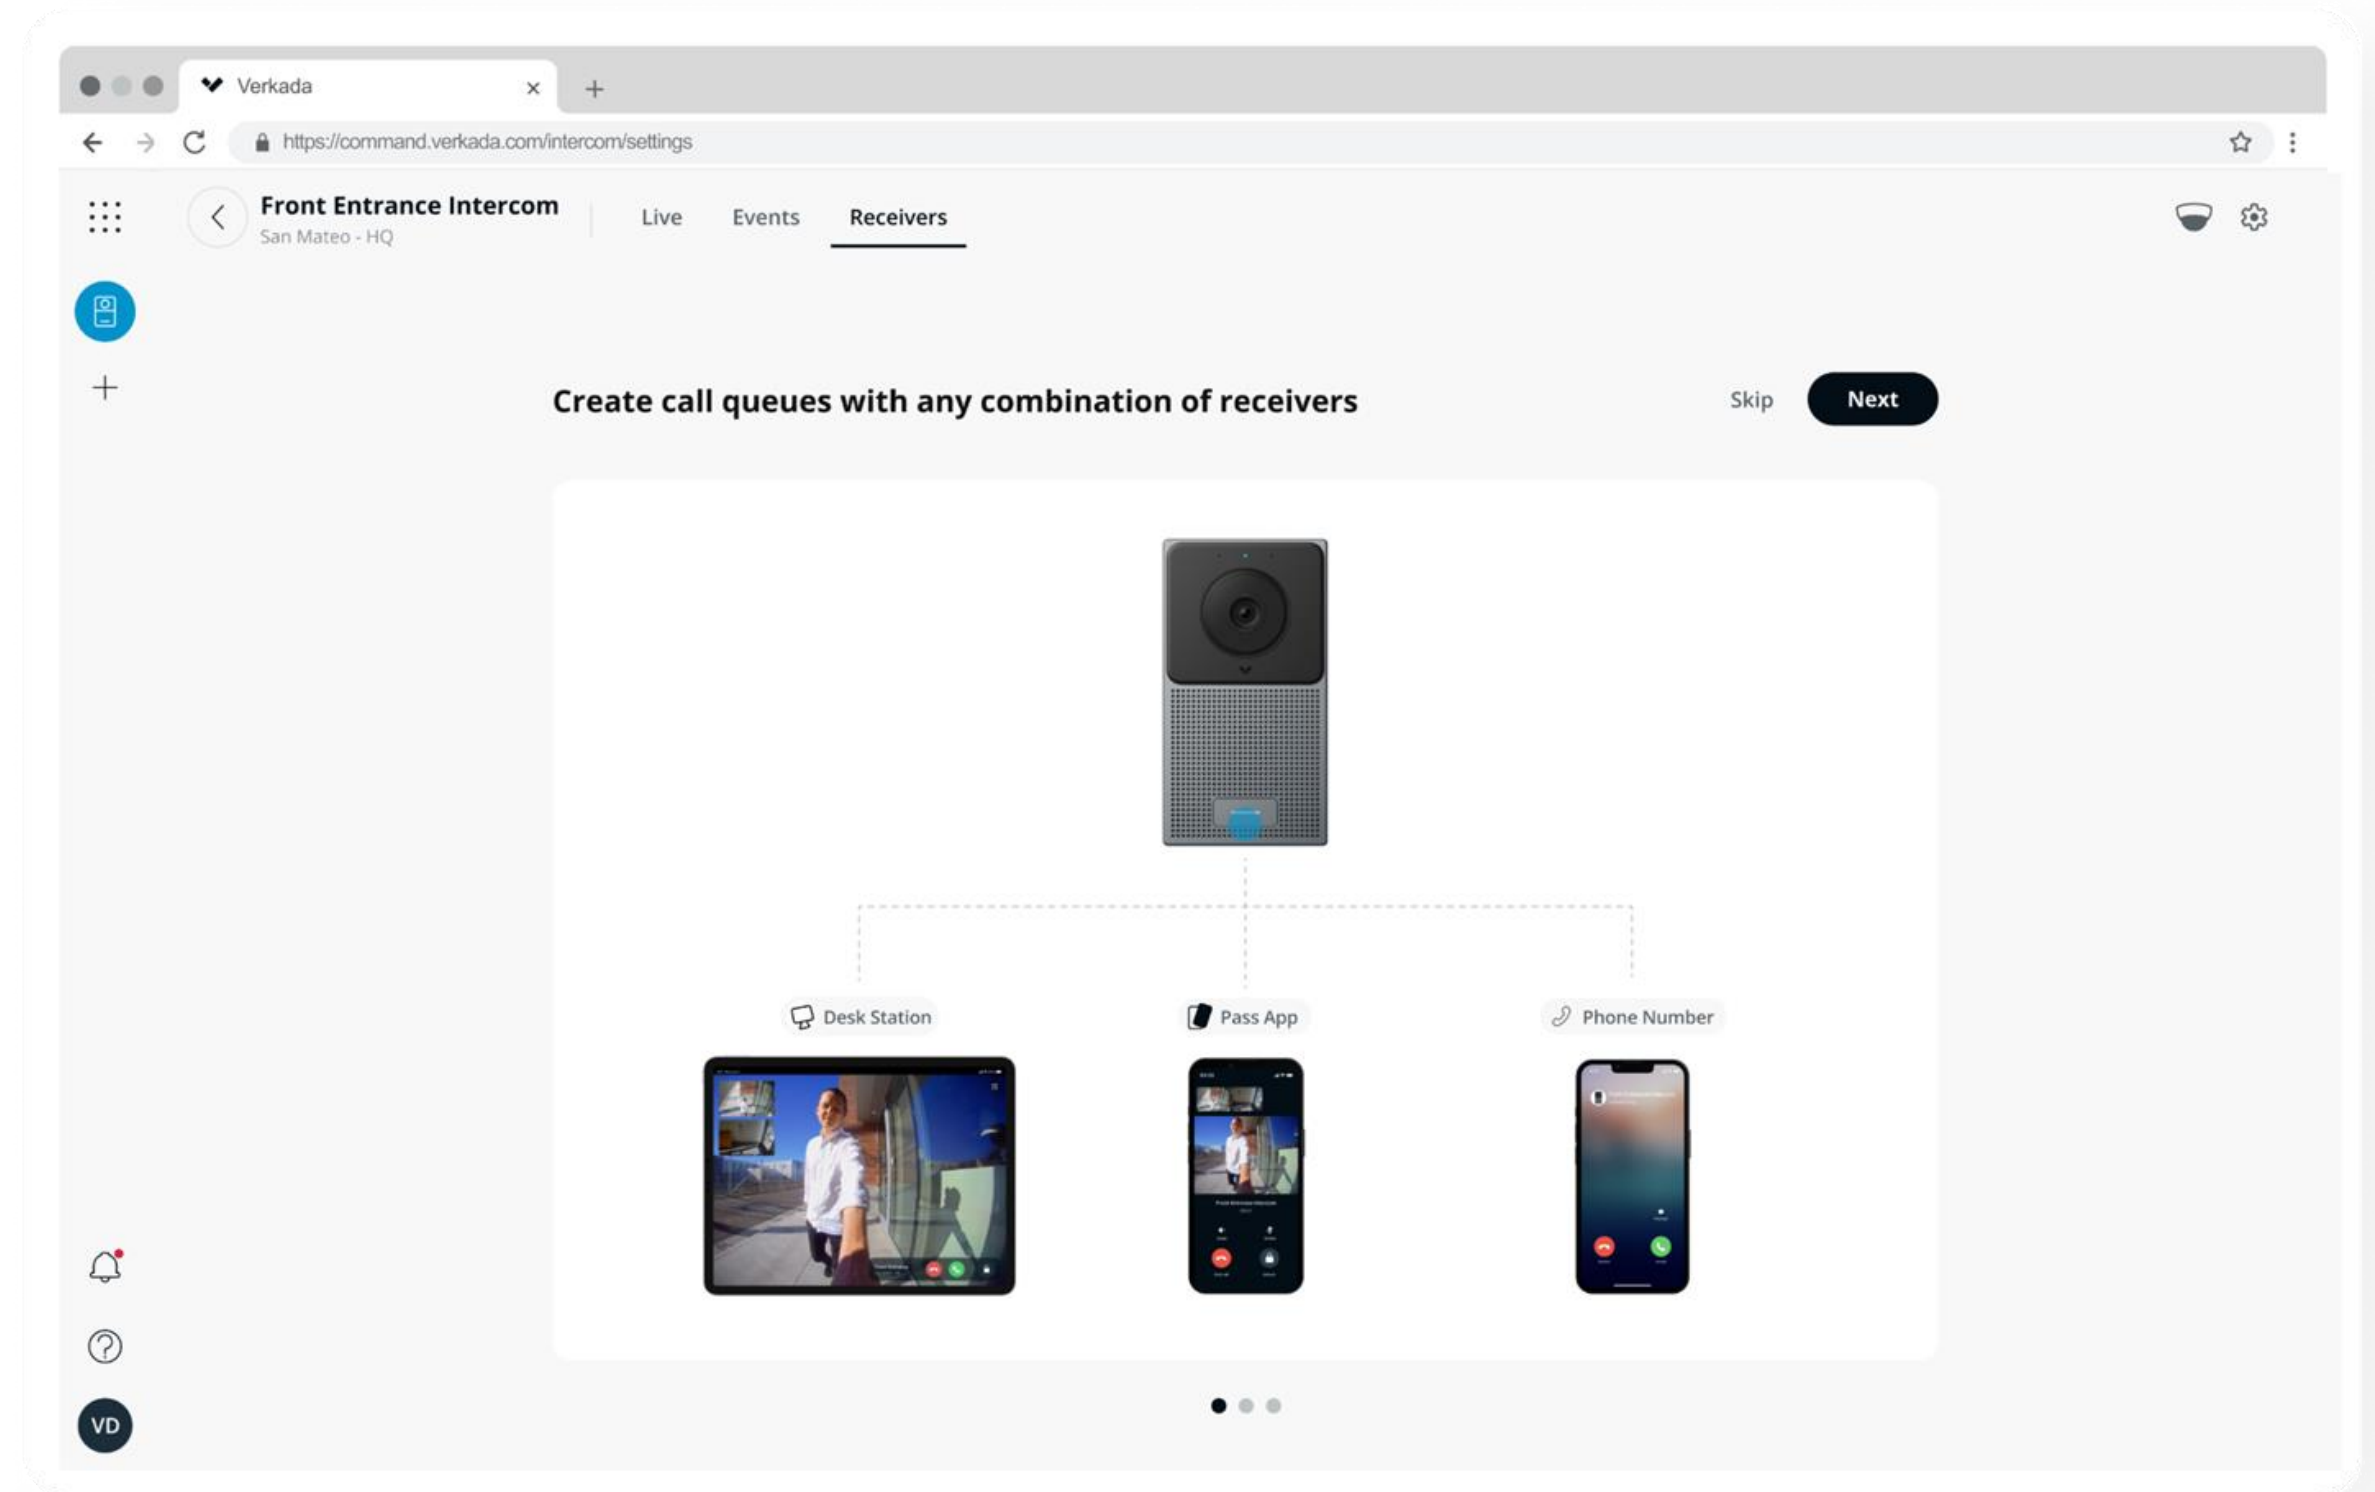 Verkada
https://command.verkada.com/intercom/settings
Front Entrance Intercom
San Mateo - HQ
Live
Events
Receivers
Create call queues with any combination of receivers
Skip
Next
Desk Station
Pass App
Phone Number
VD